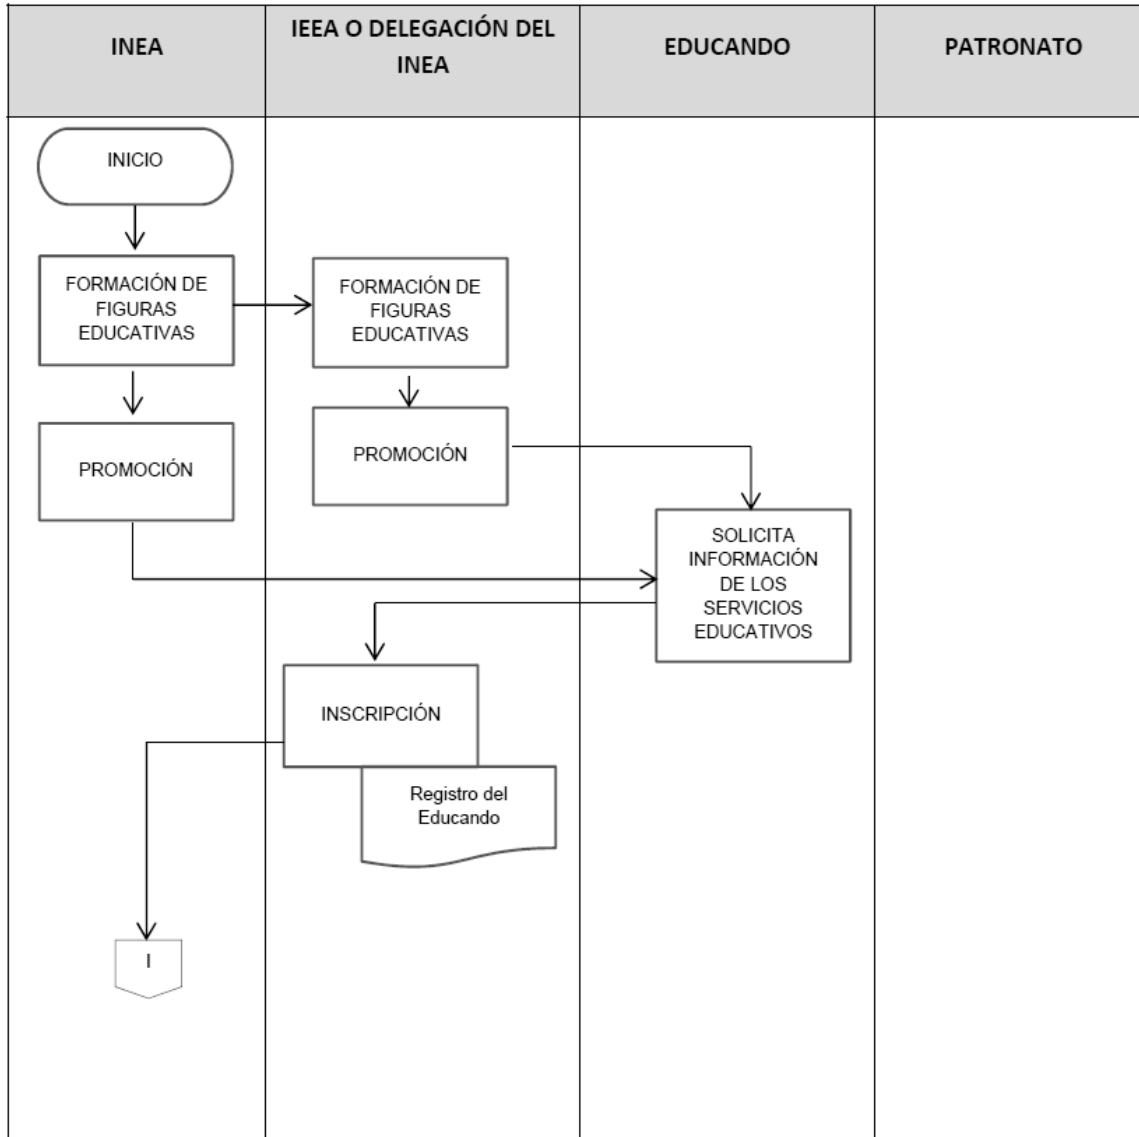 INEA
IEEA O DELEGACIÓN DEL
INEA
EDUCANDO
PATRONATO
INICIO
FORMACIÓN DE
FIGURAS
EDUCATIVAS
FORMACIÓN DE
FIGURAS
EDUCATIVAS
PROMOCIÓN
PROMOCIÓN
SOLICITA
INFORMACIÓN
DE LOS
SERVICIOS
EDUCATIVOS
INSCRIPCIÓN
Registro del
Educando
I